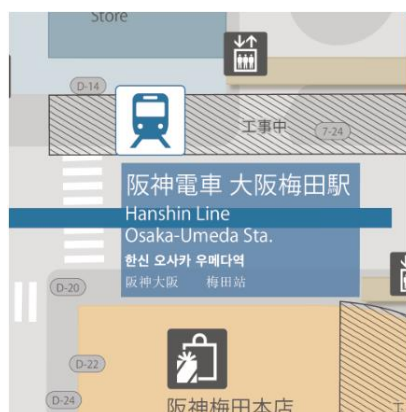 Store
D-14
工事中
7-24
阪神電車 大阪梅田駅
Hanshin Line
Osaka-Umeda Sta.
한신 오사카 우메다역
阪神大阪 梅田站
D-20
D-22
阪神梅田本店
D-24
工